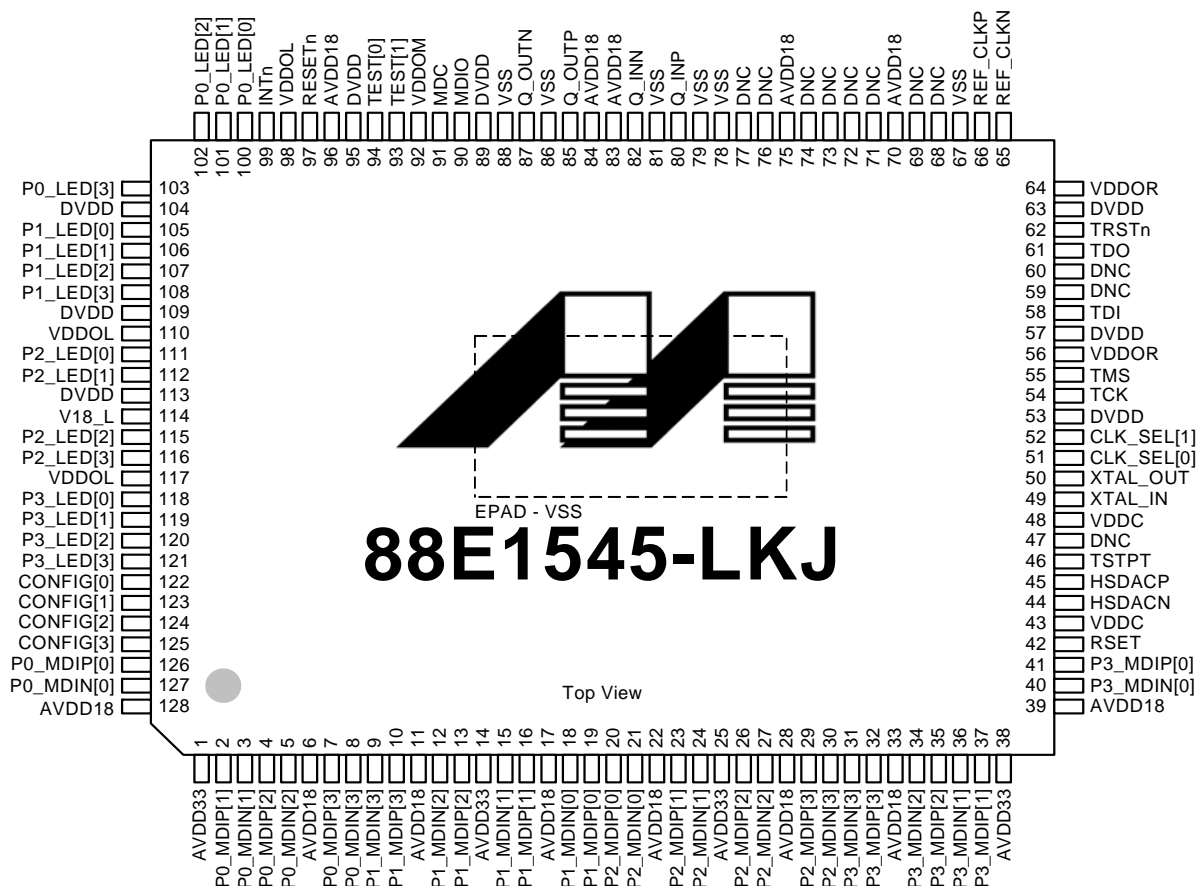 P0_LED[2]
P0_LED[1]
P0_LED[0]
INTn
VDDOL
RESETn
AVDD18
DVDD
TEST[0]
TEST[1]
VDDOM
MDC
MDIO
DVDD
VSS
Q_OUTN
VSS
Q_OUTP
AVDD18
AVDD18
Q_INN
VSS
Q_INP
VSS
VSS
DNC
DNC
AVDD18
DNC
DNC
DNC
DNC
AVDD18
DNC
DNC
VSS
REF_CLKP
REF_CLKN
102
101
100
99
98
97
96
95
94
93
92
91
90
89
88
87
86
85
84
83
82
81
80
79
78
77
76
75
74
73
72
71
70
69
68
67
66
65
P0_LED[3] 103
DVDD 104
P1_LED[0] 105
P1_LED[1] 106
P1_LED[2] 107
P1_LED[3] 108
DVDD 109
VDDOL 110
P2_LED[0] 111
P2_LED[1] 112
DVDD 113
V18_L 114
P2_LED[2] 115
P2_LED[3] 116
VDDOL 117
P3_LED[0] 118
P3_LED[1] 119
P3_LED[2] 120
P3_LED[3] 121
CONFIG[0] 122
CONFIG[1] 123
CONFIG[2] 124
CONFIG[3] 125
P0_MDIP[0] 126
P0_MDIN[0] 127
AVDD18 128
EPAD - VSS
88E1545-LKJ
Top View
64 VDDOR
63 DVDD
62 TRSTn
61 TDO
60 DNC
59 DNC
58 TDI
57 DVDD
56 VDDOR
55 TMS
54 TCK
53 DVDD
52 CLK_SEL[1]
51 CLK_SEL[0]
50 XTAL_OUT
49 XTAL_IN
48 VDDC
47 DNC
46 TSTPT
45 HSDACP
44 HSDACN
43 VDDC
42 RSET
41 P3_MDIP[0]
40 P3_MDIN[0]
39 AVDD18
1
2
3
4
5
6
7
8
9
10
11
12
13
14
15
16
17
18
19
20
21
22
23
24
25
26
27
28
29
30
31
32
33
34
35
36
37
38
AVDD33
P0_MDIP[1]
P0_MDIN[1]
P0_MDIP[2]
P0_MDIN[2]
AVDD18
P0_MDIP[3]
P0_MDIN[3]
P1_MDIN[3]
P1_MDIP[3]
AVDD18
P1_MDIN[2]
P1_MDIP[2]
AVDD33
P1_MDIN[1]
P1_MDIP[1]
AVDD18
P1_MDIN[0]
P1_MDIP[0]
P2_MDIP[0]
P2_MDIN[0]
AVDD18
P2_MDIP[1]
P2_MDIN[1]
AVDD33
P2_MDIP[2]
P2_MDIN[2]
AVDD18
P2_MDIP[3]
P2_MDIN[3]
P3_MDIN[3]
P3_MDIP[3]
AVDD18
P3_MDIN[2]
P3_MDIP[2]
P3_MDIN[1]
P3_MDIP[1]
AVDD33